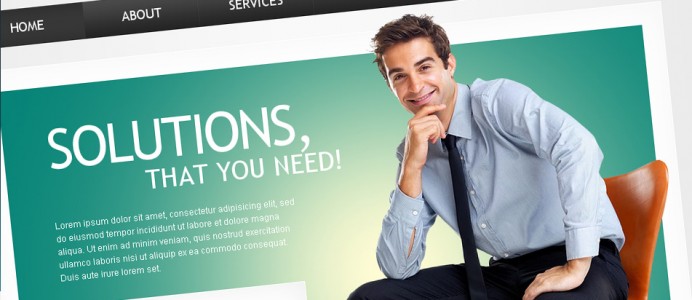 HOME ABOUT SERVICES
SOLUTIONS,
THAT YOU NEED!
Lorem ipsum dolor sit amet, consectetur adipisicing elit, sed
do eiusmod tempor incididunt ut labore et dolore magna
aliqua. Ut enim ad minim veniam, quis nostrud exercitation
ullamco laboris nisi ut aliquip ex ea commodo consequat.
Duis aute irure lorem set.